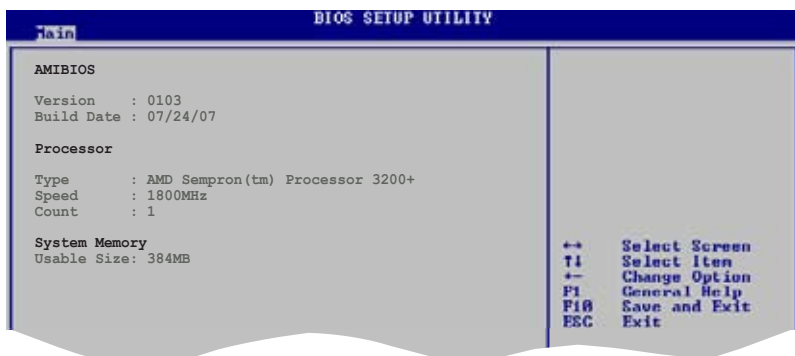 BIOS SETUP UTILITY
Main
AMIBIOS
Version : 0103
Build Date : 07/24/07
Processor
Type : AMD Sempron(tm) Processor 3200+
Speed : 1800MHz
Count : 1
System Memory
Usable Size: 384MB
↔ Select Screen
↑↓ Select Item
+- Change Option
F1 General Help
F10 Save and Exit
ESC Exit